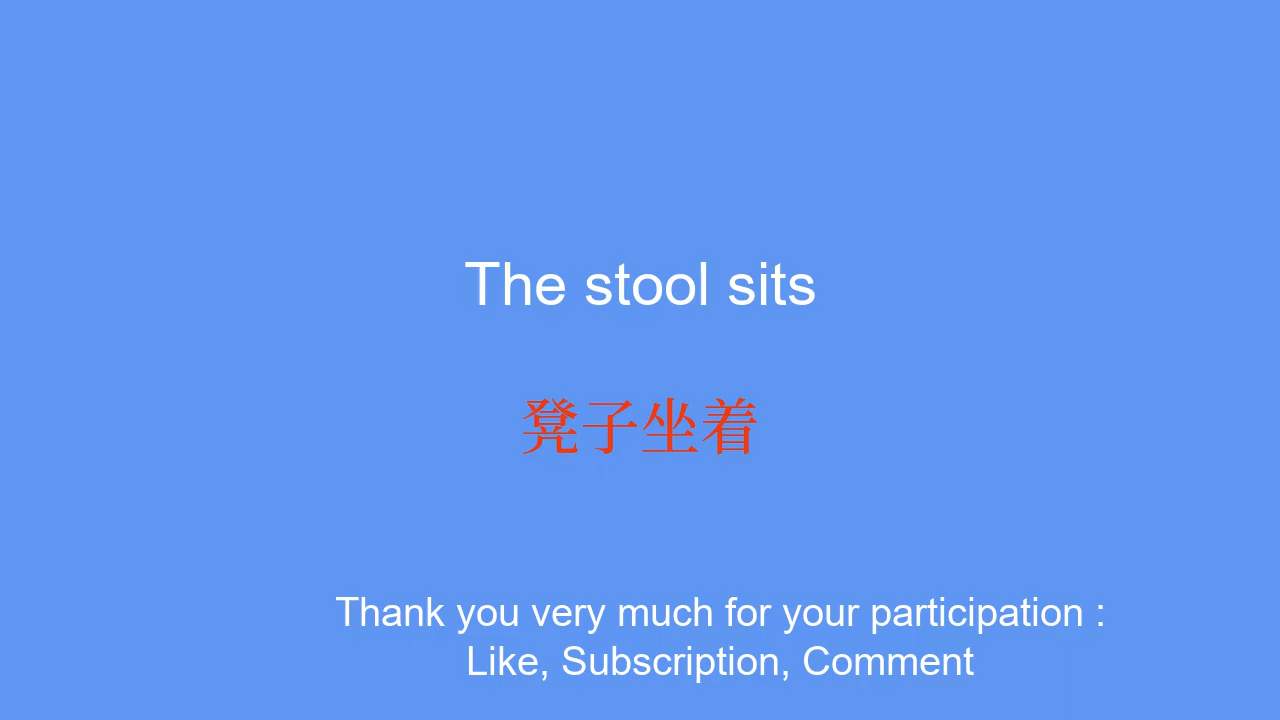 The stool sits
凳子坐着
Thank you very much for your participation :
Like, Subscription, Comment